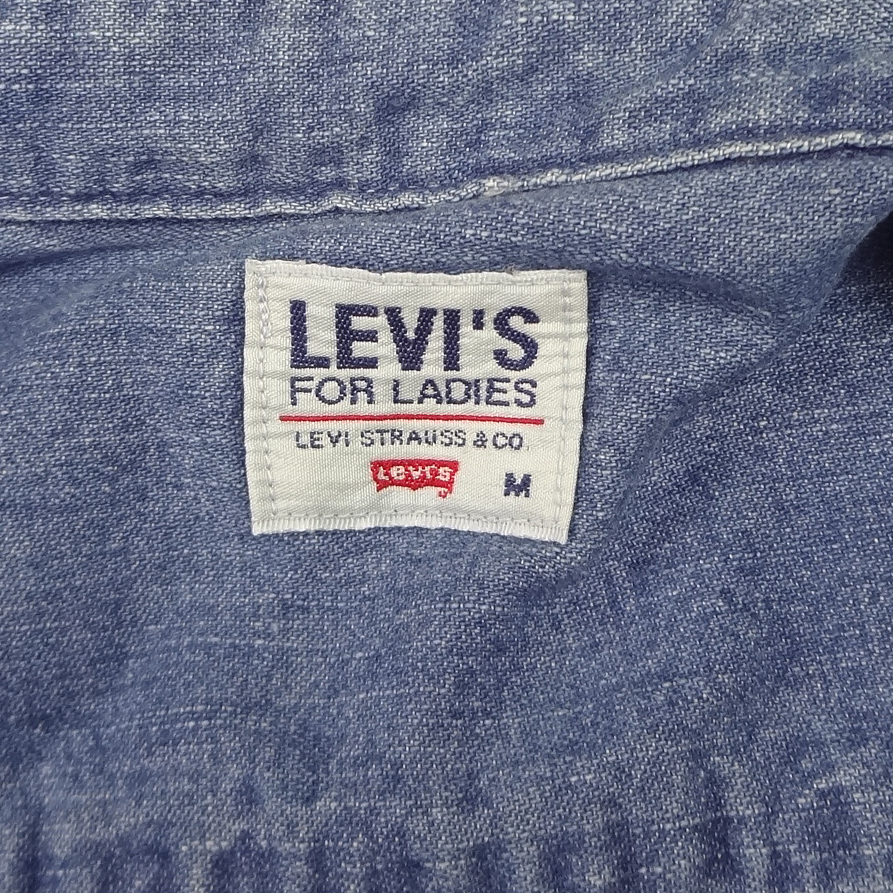 LEVI'S
FOR LADIES
LEVI STRAUSS & CO.
Levi's
M